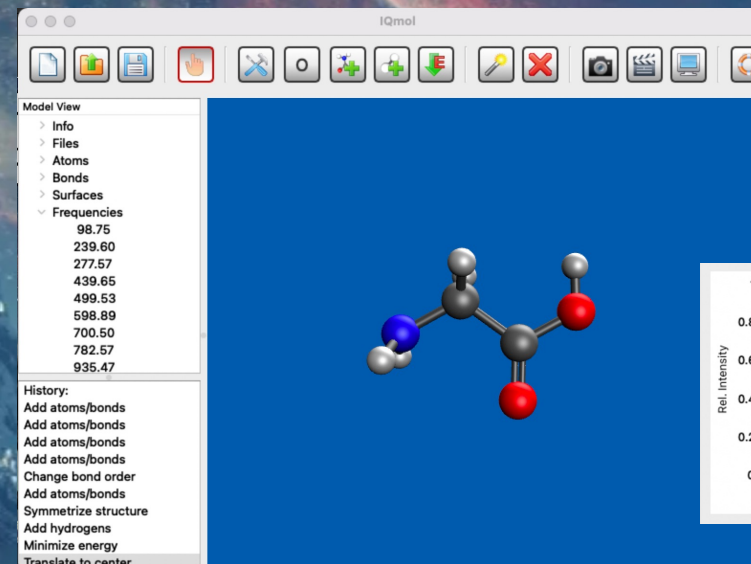 IQmol
O
E
Model View
Info
Files
Atoms
Bonds
Surfaces
Frequencies
98.75
239.60
277.57
439.65
499.53
598.89
700.50
782.57
935.47
History:
Add atoms/bonds
Add atoms/bonds
Add atoms/bonds
Add atoms/bonds
Change bond order
Add atoms/bonds
Symmetrize structure
Add hydrogens
Minimize energy
Translate to center
Rel. Intensity
0.8
0.6
0.4
0.2
0